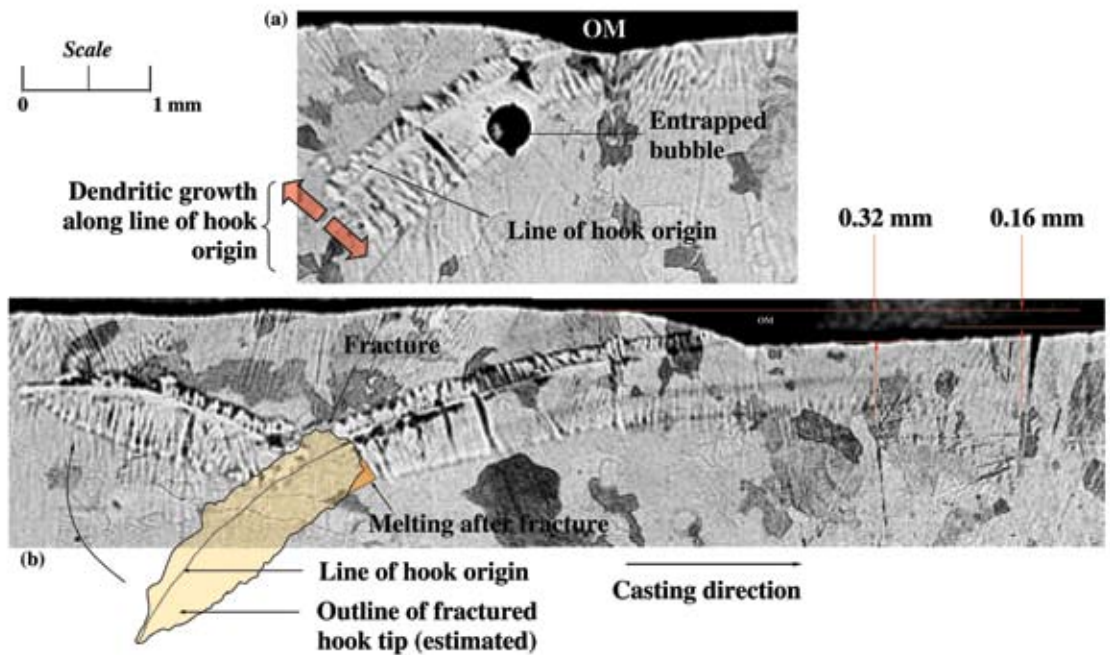 (a)
OM
Scale
0
1 mm
Entrapped
bubble
Dendritic growth
along line of hook
origin
Line of hook origin
0.32 mm
0.16 mm
OM
Fracture
Melting after fracture
(b)
Line of hook origin
Casting direction
Outline of fractured
hook tip (estimated)